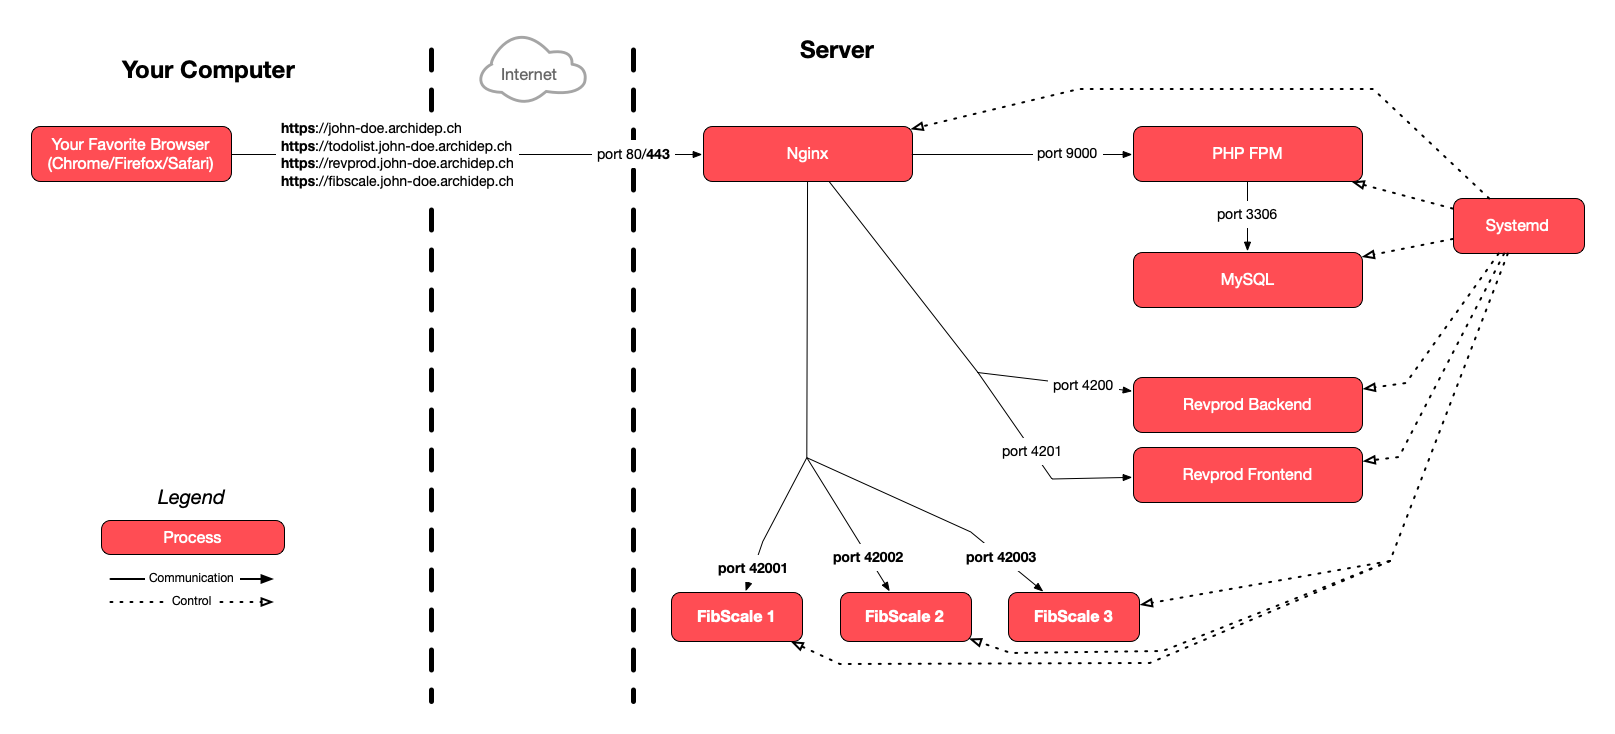 Your Computer
Internet
Server
Your Favorite Browser
(Chrome/Firefox/Safari)
https://john-doe.archidep.ch
https://todolist.john-doe.archidep.ch
https://revprod.john-doe.archidep.ch
https://fibscale.john-doe.archidep.ch
port 80/443
Nginx
port 9000
PHP FPM
port 3306
Systemd
MySQL
port 4200
Revprod Backend
port 4201
Revprod Frontend
Legend
Process
Communication
Control
port 42001
port 42002
port 42003
FibScale 1
FibScale 2
FibScale 3